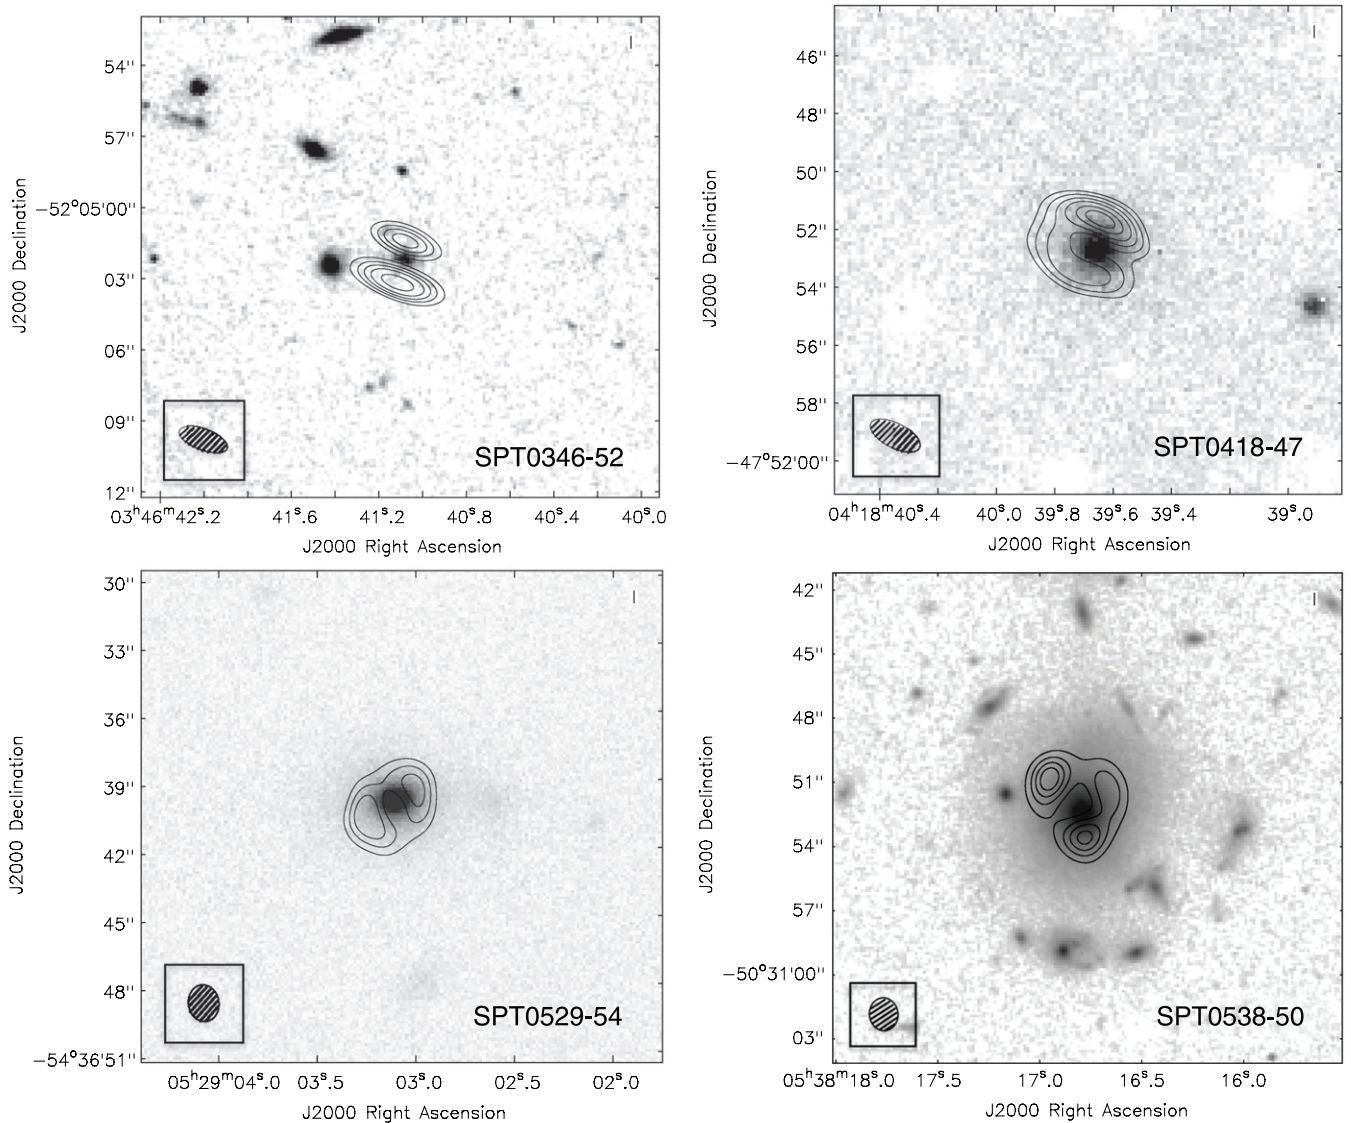 54''
57''
−52°05'00''
03''
06''
09''
12''
J2000 Declination
SPT0346-52
03ʰ46ᵐ42ˢ.2 41ˢ.6 41ˢ.2 40ˢ.8 40ˢ.4 40ˢ.0
J2000 Right Ascension
46''
48''
50''
52''
54''
56''
58''
−47°52'00''
J2000 Declination
SPT0418-47
04ʰ18ᵐ40ˢ.4 40ˢ.0 39ˢ.8 39ˢ.6 39ˢ.4 39ˢ.0
J2000 Right Ascension
30''
33''
36''
39''
42''
45''
48''
−54°36'51''
J2000 Declination
SPT0529-54
05ʰ29ᵐ04ˢ.0 03ˢ.5 03ˢ.0 02ˢ.5 02ˢ.0
J2000 Right Ascension
42''
45''
48''
51''
54''
57''
−50°31'00''
03''
J2000 Declination
SPT0538-50
05ʰ38ᵐ18ˢ.0 17ˢ.5 17ˢ.0 16ˢ.5 16ˢ.0
J2000 Right Ascension